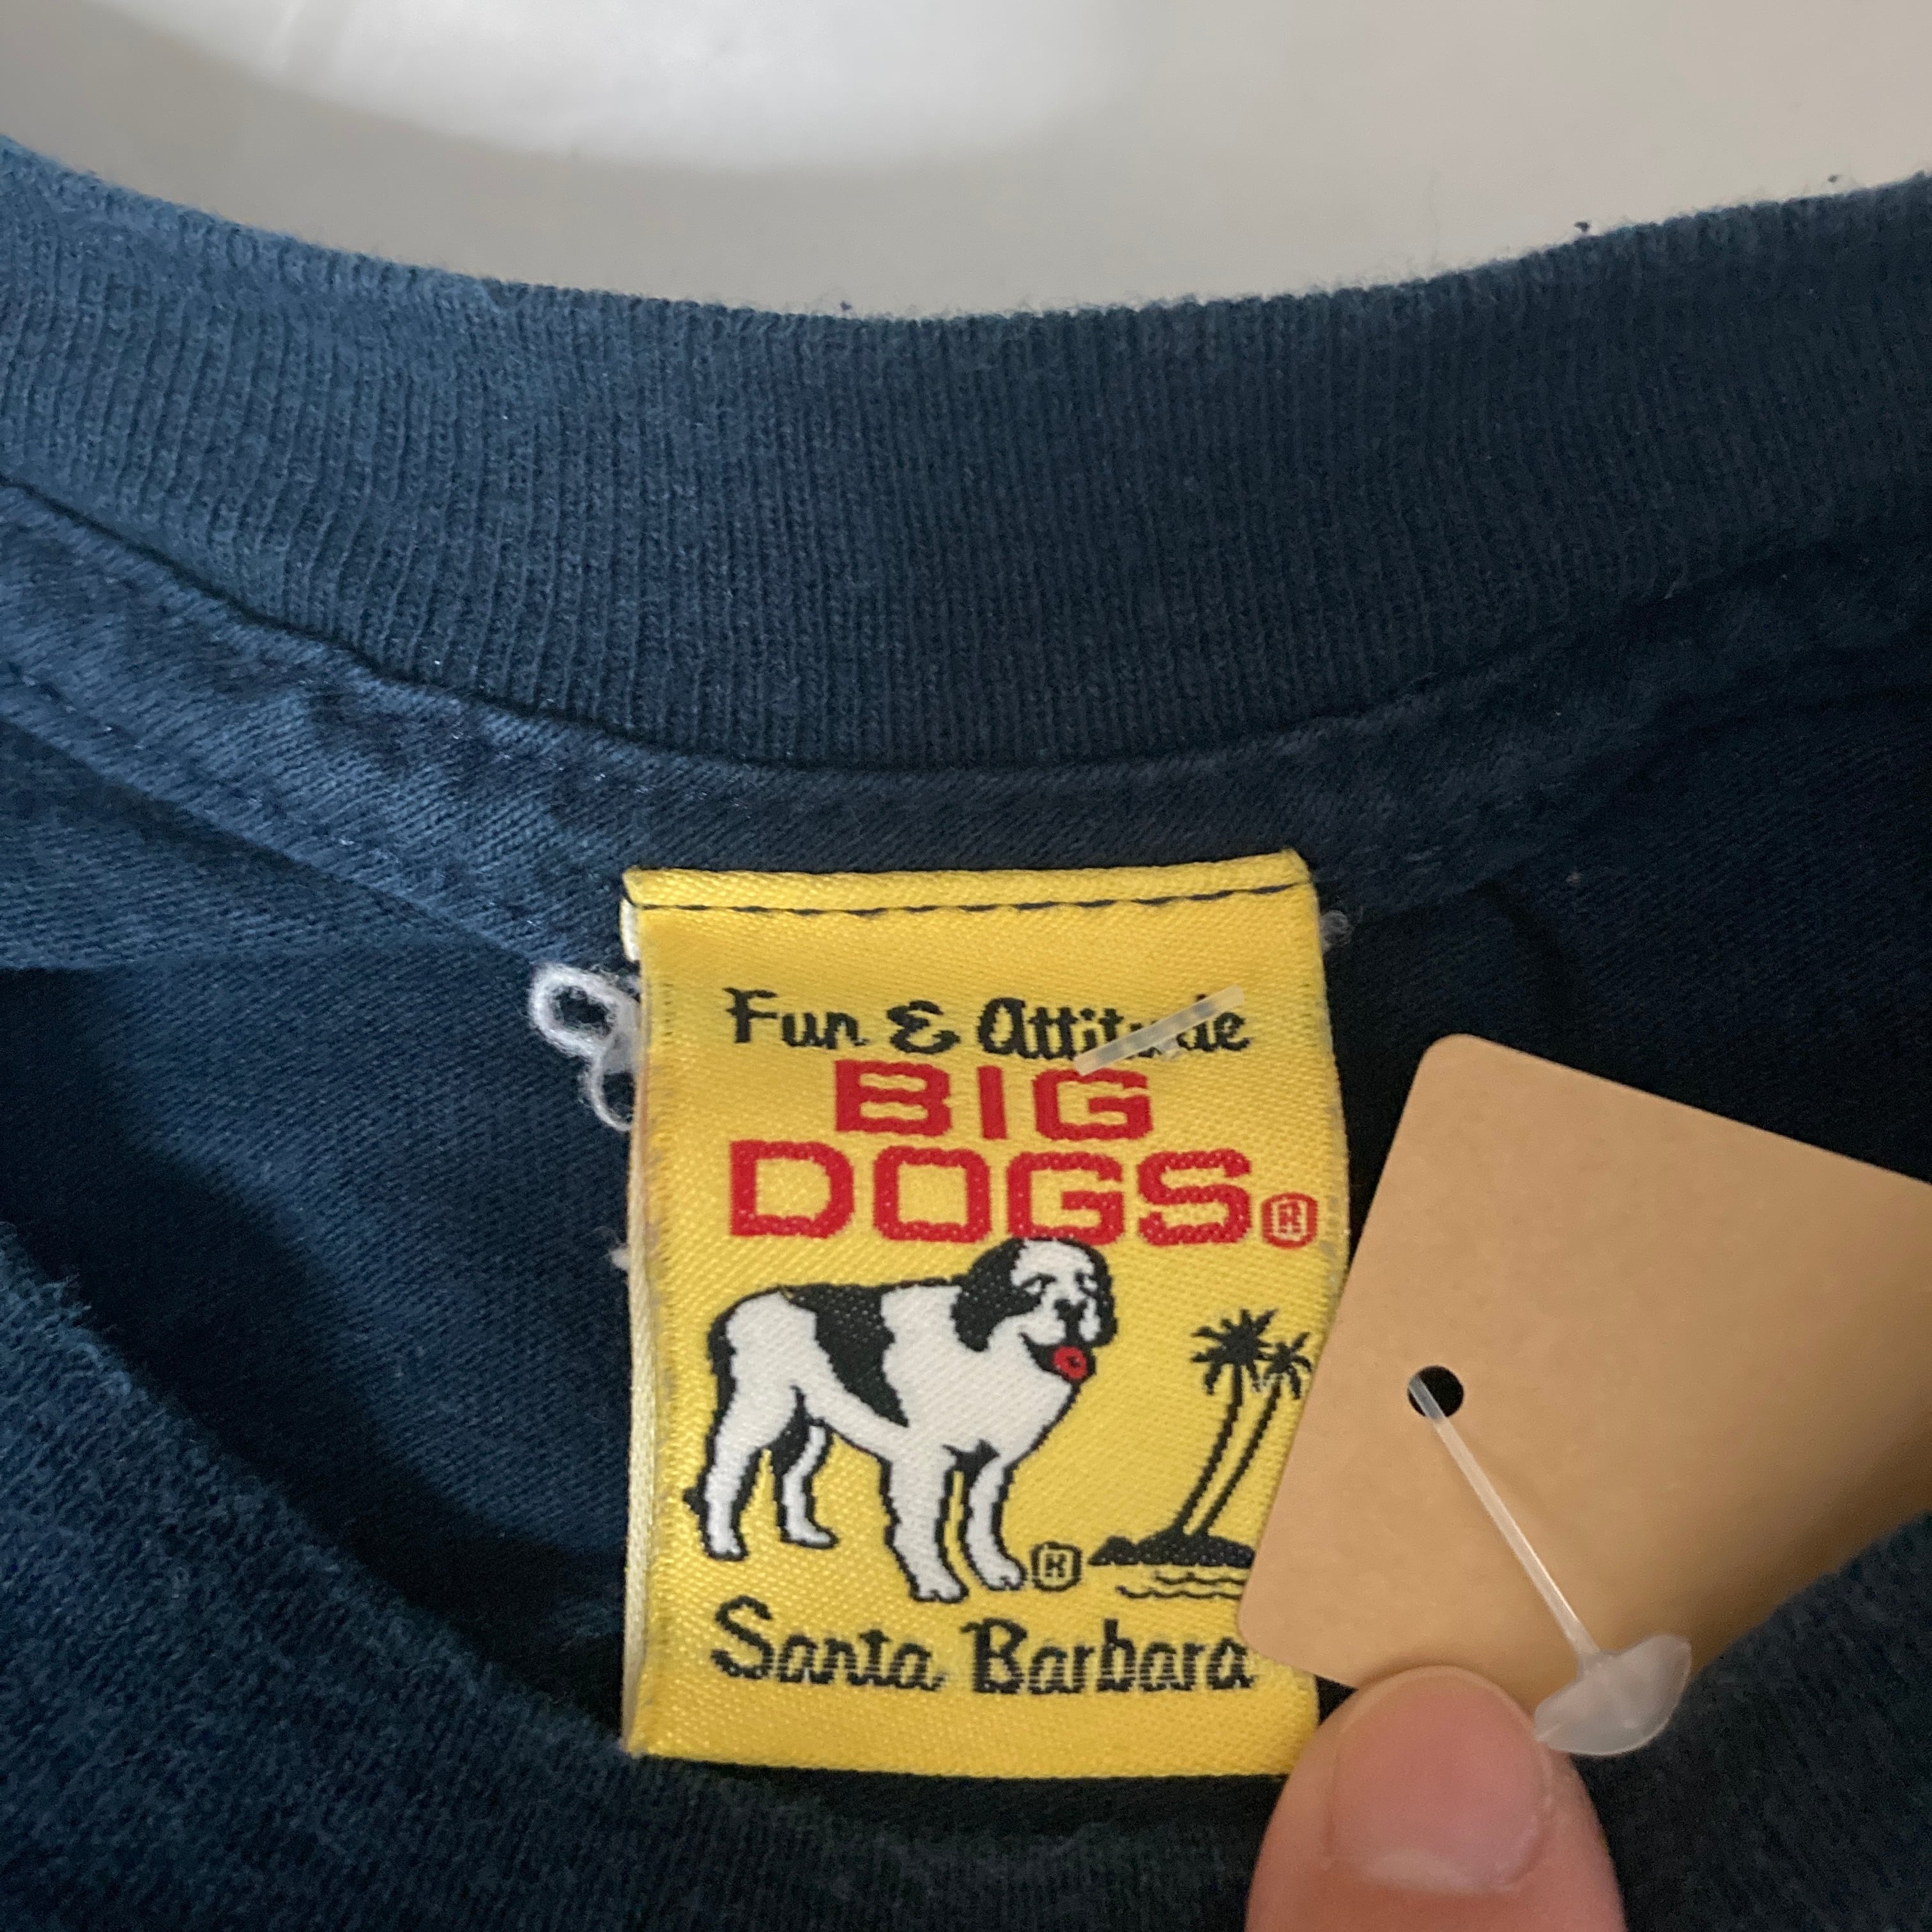 Fun & Attitude
BIG
DOGS®
®
Santa Barbara